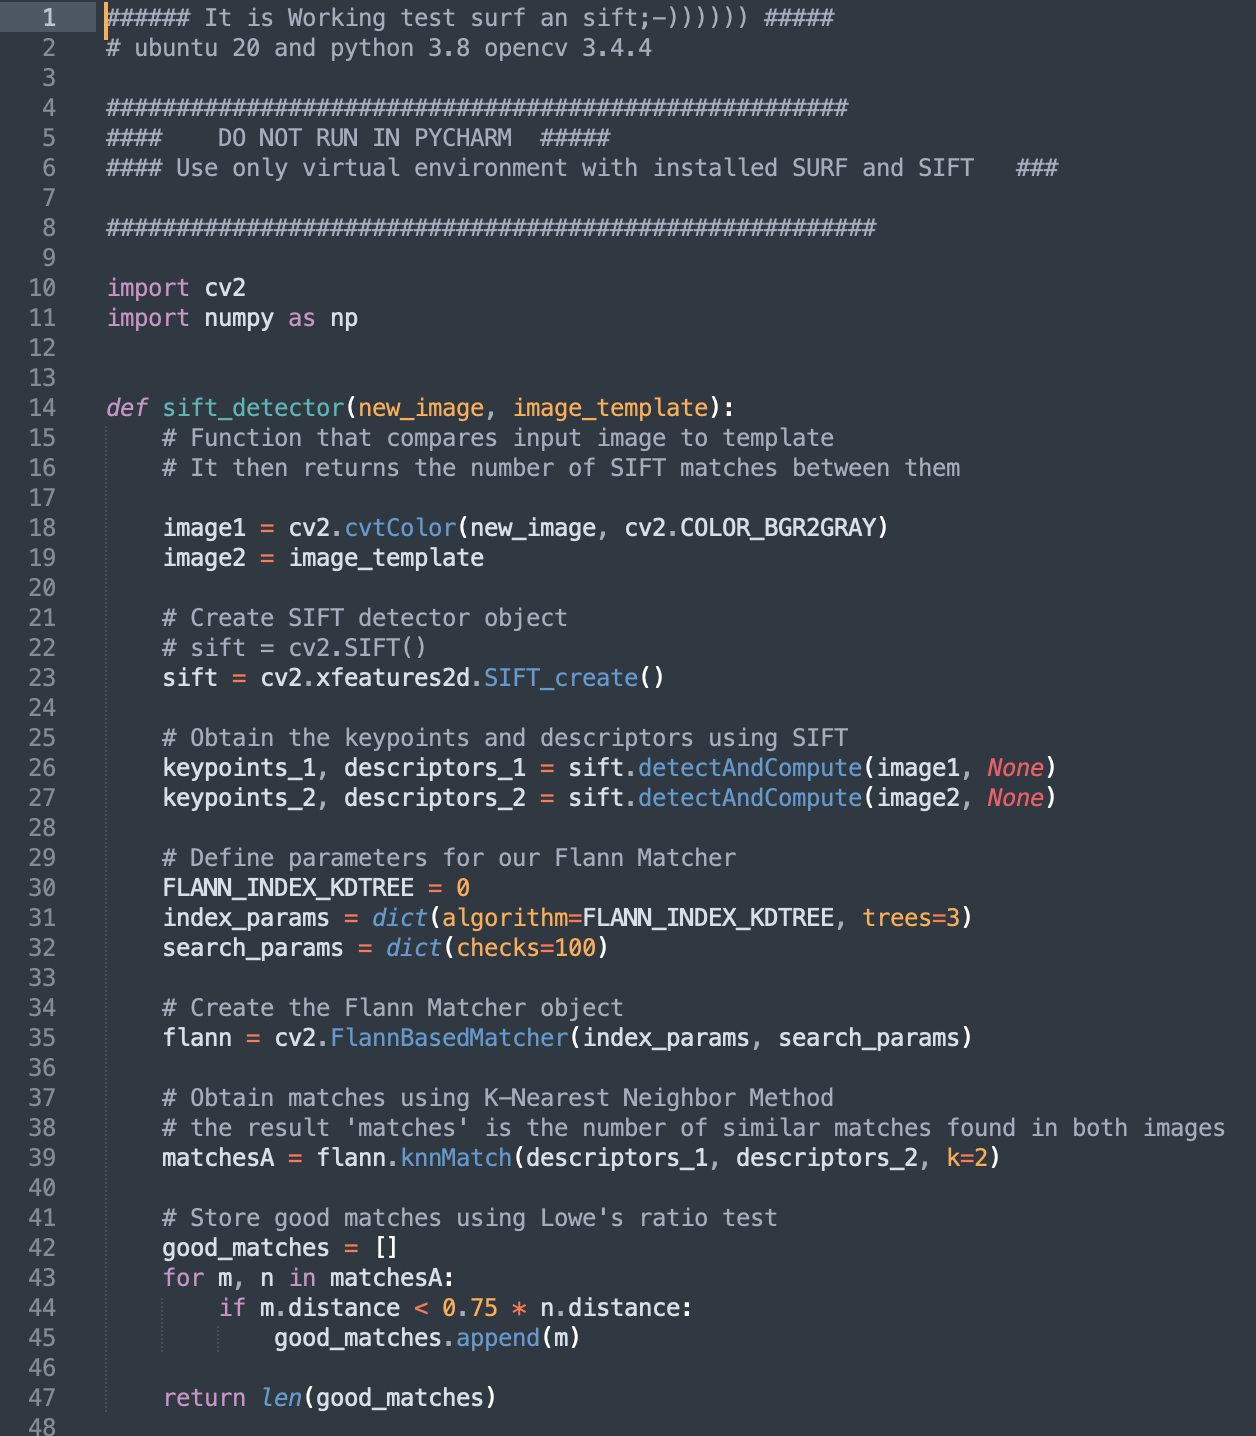 1 ###### It is Working test surf an sift;-)))))) #####
2 # ubuntu 20 and python 3.8 opencv 3.4.4
3
4 #####################################################
5 ####    DO NOT RUN IN PYCHARM  #####
6 #### Use only virtual environment with installed SURF and SIFT   ###
7
8 #######################################################
9
10 import cv2
11 import numpy as np
12
13
14 def sift_detector(new_image, image_template):
15     # Function that compares input image to template
16     # It then returns the number of SIFT matches between them
17
18     image1 = cv2.cvtColor(new_image, cv2.COLOR_BGR2GRAY)
19     image2 = image_template
20
21     # Create SIFT detector object
22     # sift = cv2.SIFT()
23     sift = cv2.xfeatures2d.SIFT_create()
24
25     # Obtain the keypoints and descriptors using SIFT
26     keypoints_1, descriptors_1 = sift.detectAndCompute(image1, None)
27     keypoints_2, descriptors_2 = sift.detectAndCompute(image2, None)
28
29     # Define parameters for our Flann Matcher
30     FLANN_INDEX_KDTREE = 0
31     index_params = dict(algorithm=FLANN_INDEX_KDTREE, trees=3)
32     search_params = dict(checks=100)
33
34     # Create the Flann Matcher object
35     flann = cv2.FlannBasedMatcher(index_params, search_params)
36
37     # Obtain matches using K-Nearest Neighbor Method
38     # the result 'matches' is the number of similar matches found in both images
39     matchesA = flann.knnMatch(descriptors_1, descriptors_2, k=2)
40
41     # Store good matches using Lowe's ratio test
42     good_matches = []
43     for m, n in matchesA:
44         if m.distance < 0.75 * n.distance:
45             good_matches.append(m)
46
47     return len(good_matches)
48